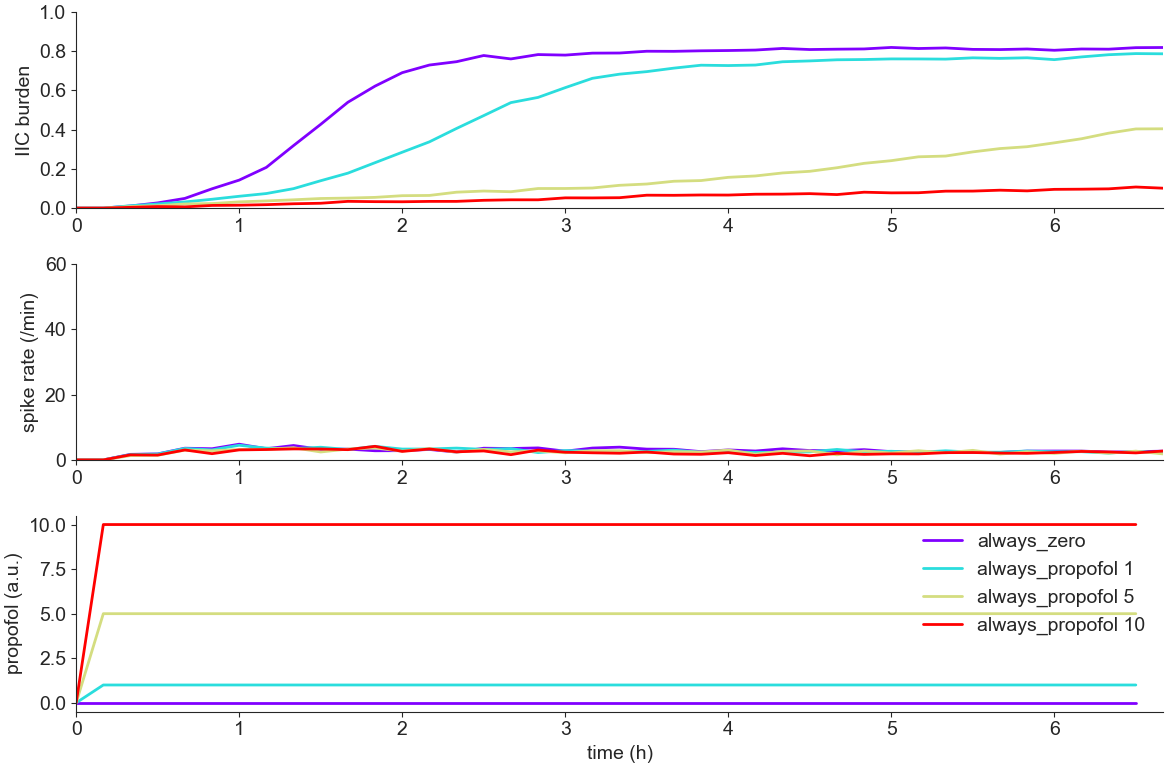 1.0
0.8
0.6
0.4
0.2
0.0
IIC burden
0 1 2 3 4 5 6
60
40
20
0
spike rate (/min)
0 1 2 3 4 5 6
10.0
7.5
5.0
2.5
0.0
propofol (a.u.)
always_zero
always_propofol 1
always_propofol 5
always_propofol 10
0 1 2 3 4 5 6
time (h)